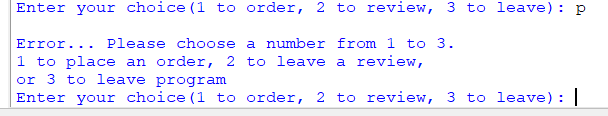 Enter your choice(1 to order, 2 to review, 3 to leave): p
Error... Please choose a number from 1 to 3.
1 to place an order, 2 to leave a review,
or 3 to leave program
Enter your choice(1 to order, 2 to review, 3 to leave):